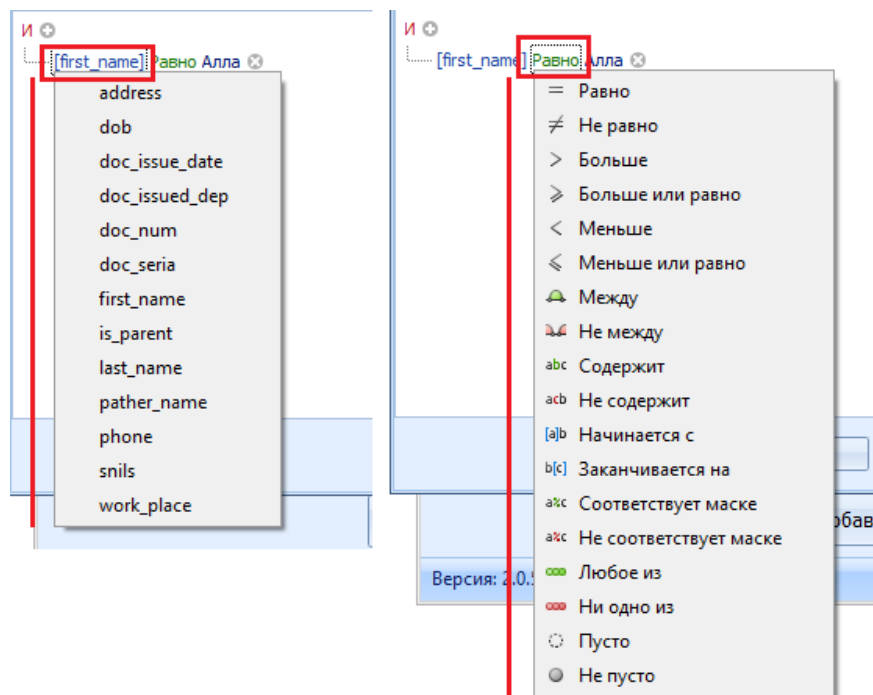 И
[first_name] Равно Алла
address
dob
doc_issue_date
doc_issued_dep
doc_num
doc_seria
first_name
is_parent
last_name
pather_name
phone
snils
work_place
И
[first_name] Равно Алла
= Равно
≠ Не равно
> Больше
⩾ Больше или равно
< Меньше
⩽ Меньше или равно
Между
Не между
abc Содержит
acb Не содержит
[a]b Начинается с
b[c] Заканчивается на
a%c Соответствует маске
a%c Не соответствует маске
Любое из
Ни одно из
Пусто
Не пусто
обав
Версия: 2.0.